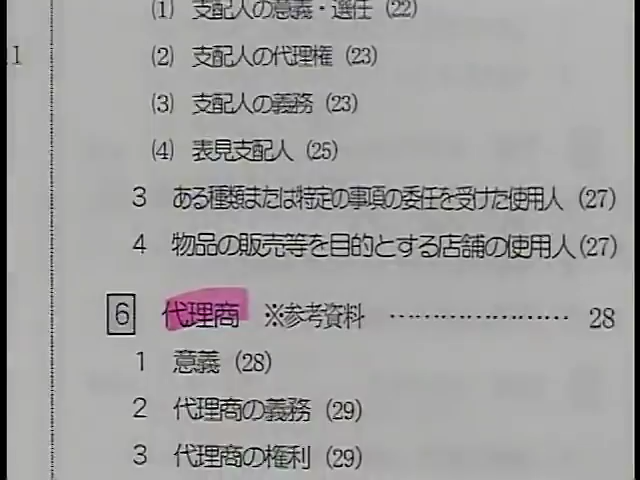 (1) 支配人の意義・選任 (22)
1
(2) 支配人の代理権 (23)
(3) 支配人の義務 (23)
(4) 表見支配人 (25)
3 ある種類または特定の事項の委任を受けた使用人 (27)
4 物品の販売等を目的とする店舗の使用人 (27)
6 代理商 ※参考資料 ………………… 28
1 意義 (28)
2 代理商の義務 (29)
3 代理商の権利 (29)